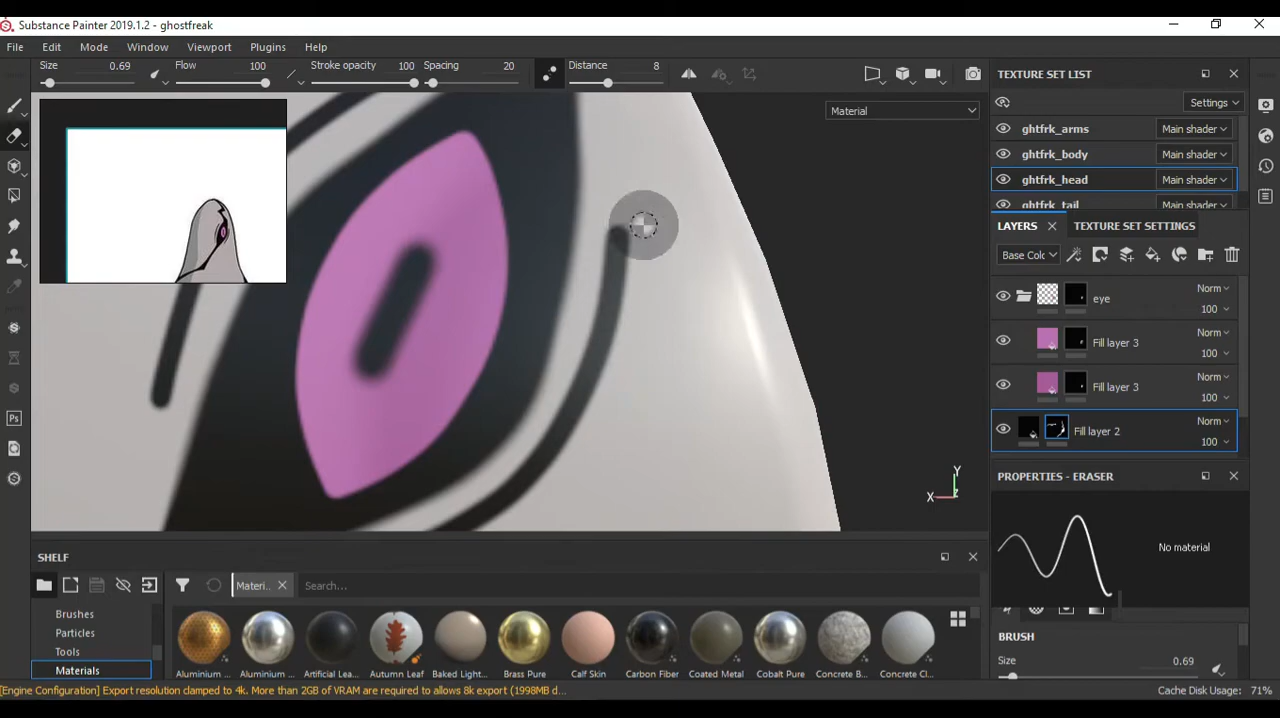 Substance Painter 2019.1.2 - ghostfreak
File Edit Mode Window Viewport Plugins Help
Size 0.69 Flow 100 Stroke opacity 100 Spacing 20 Distance 8
Material
TEXTURE SET LIST
Settings
ghtfrk_arms Main shader
ghtfrk_body Main shader
ghtfrk_head Main shader
ghtfrk_tail Main shader
LAYERS TEXTURE SET SETTINGS
Base Colo
eye Norm 100
Fill layer 3 Norm 100
Fill layer 3 Norm 100
Fill layer 2 Norm 100
Y
X Z
PROPERTIES - ERASER
No material
BRUSH
Size 0.69
SHELF
Ps
Materi... Search...
Brushes
Particles
Tools
Materials
Aluminium ... Aluminium ... Artificial Lea... Autumn Leaf Baked Light... Brass Pure Calf Skin Carbon Fiber Coated Metal Cobalt Pure Concrete B... Concrete Cl...
[Engine Configuration] Export resolution clamped to 4k. More than 2GB of VRAM are required to allows 8k export (1998MB d... Cache Disk Usage: 71%